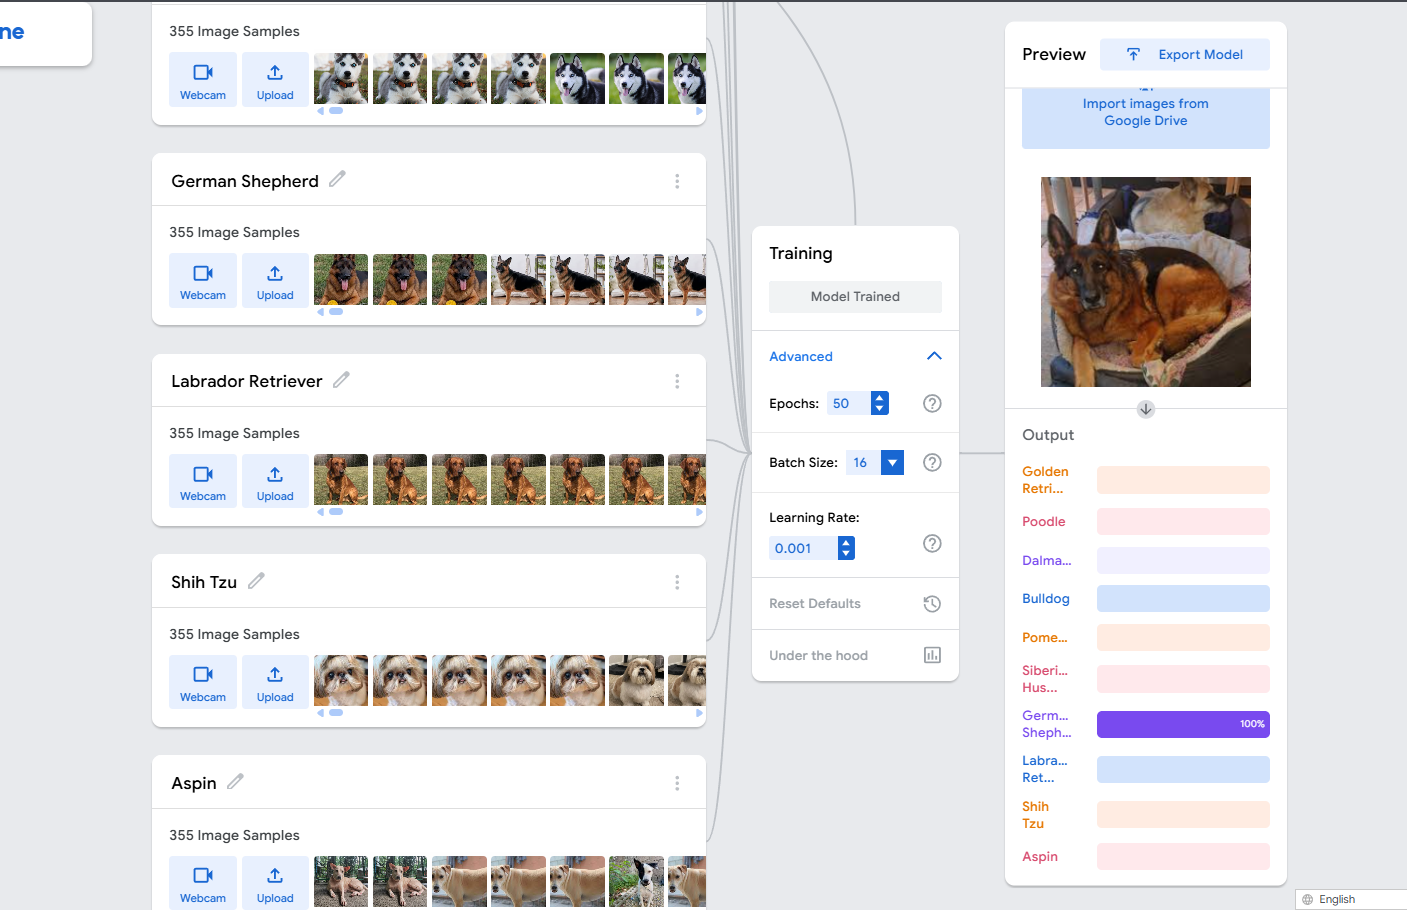 ne
355 Image Samples
Webcam
Upload
German Shepherd
355 Image Samples
Webcam
Upload
Labrador Retriever
355 Image Samples
Webcam
Upload
Shih Tzu
355 Image Samples
Webcam
Upload
Aspin
355 Image Samples
Webcam
Upload
Training
Model Trained
Advanced
Epochs: 50
Batch Size: 16
Learning Rate:
0.001
Reset Defaults
Under the hood
Preview
Export Model
Import images from
Google Drive
Output
Golden
Retri...
Poodle
Dalma...
Bulldog
Pome...
Siberi...
Hus...
Germ...
Sheph...
100%
Labra...
Ret...
Shih
Tzu
Aspin
English